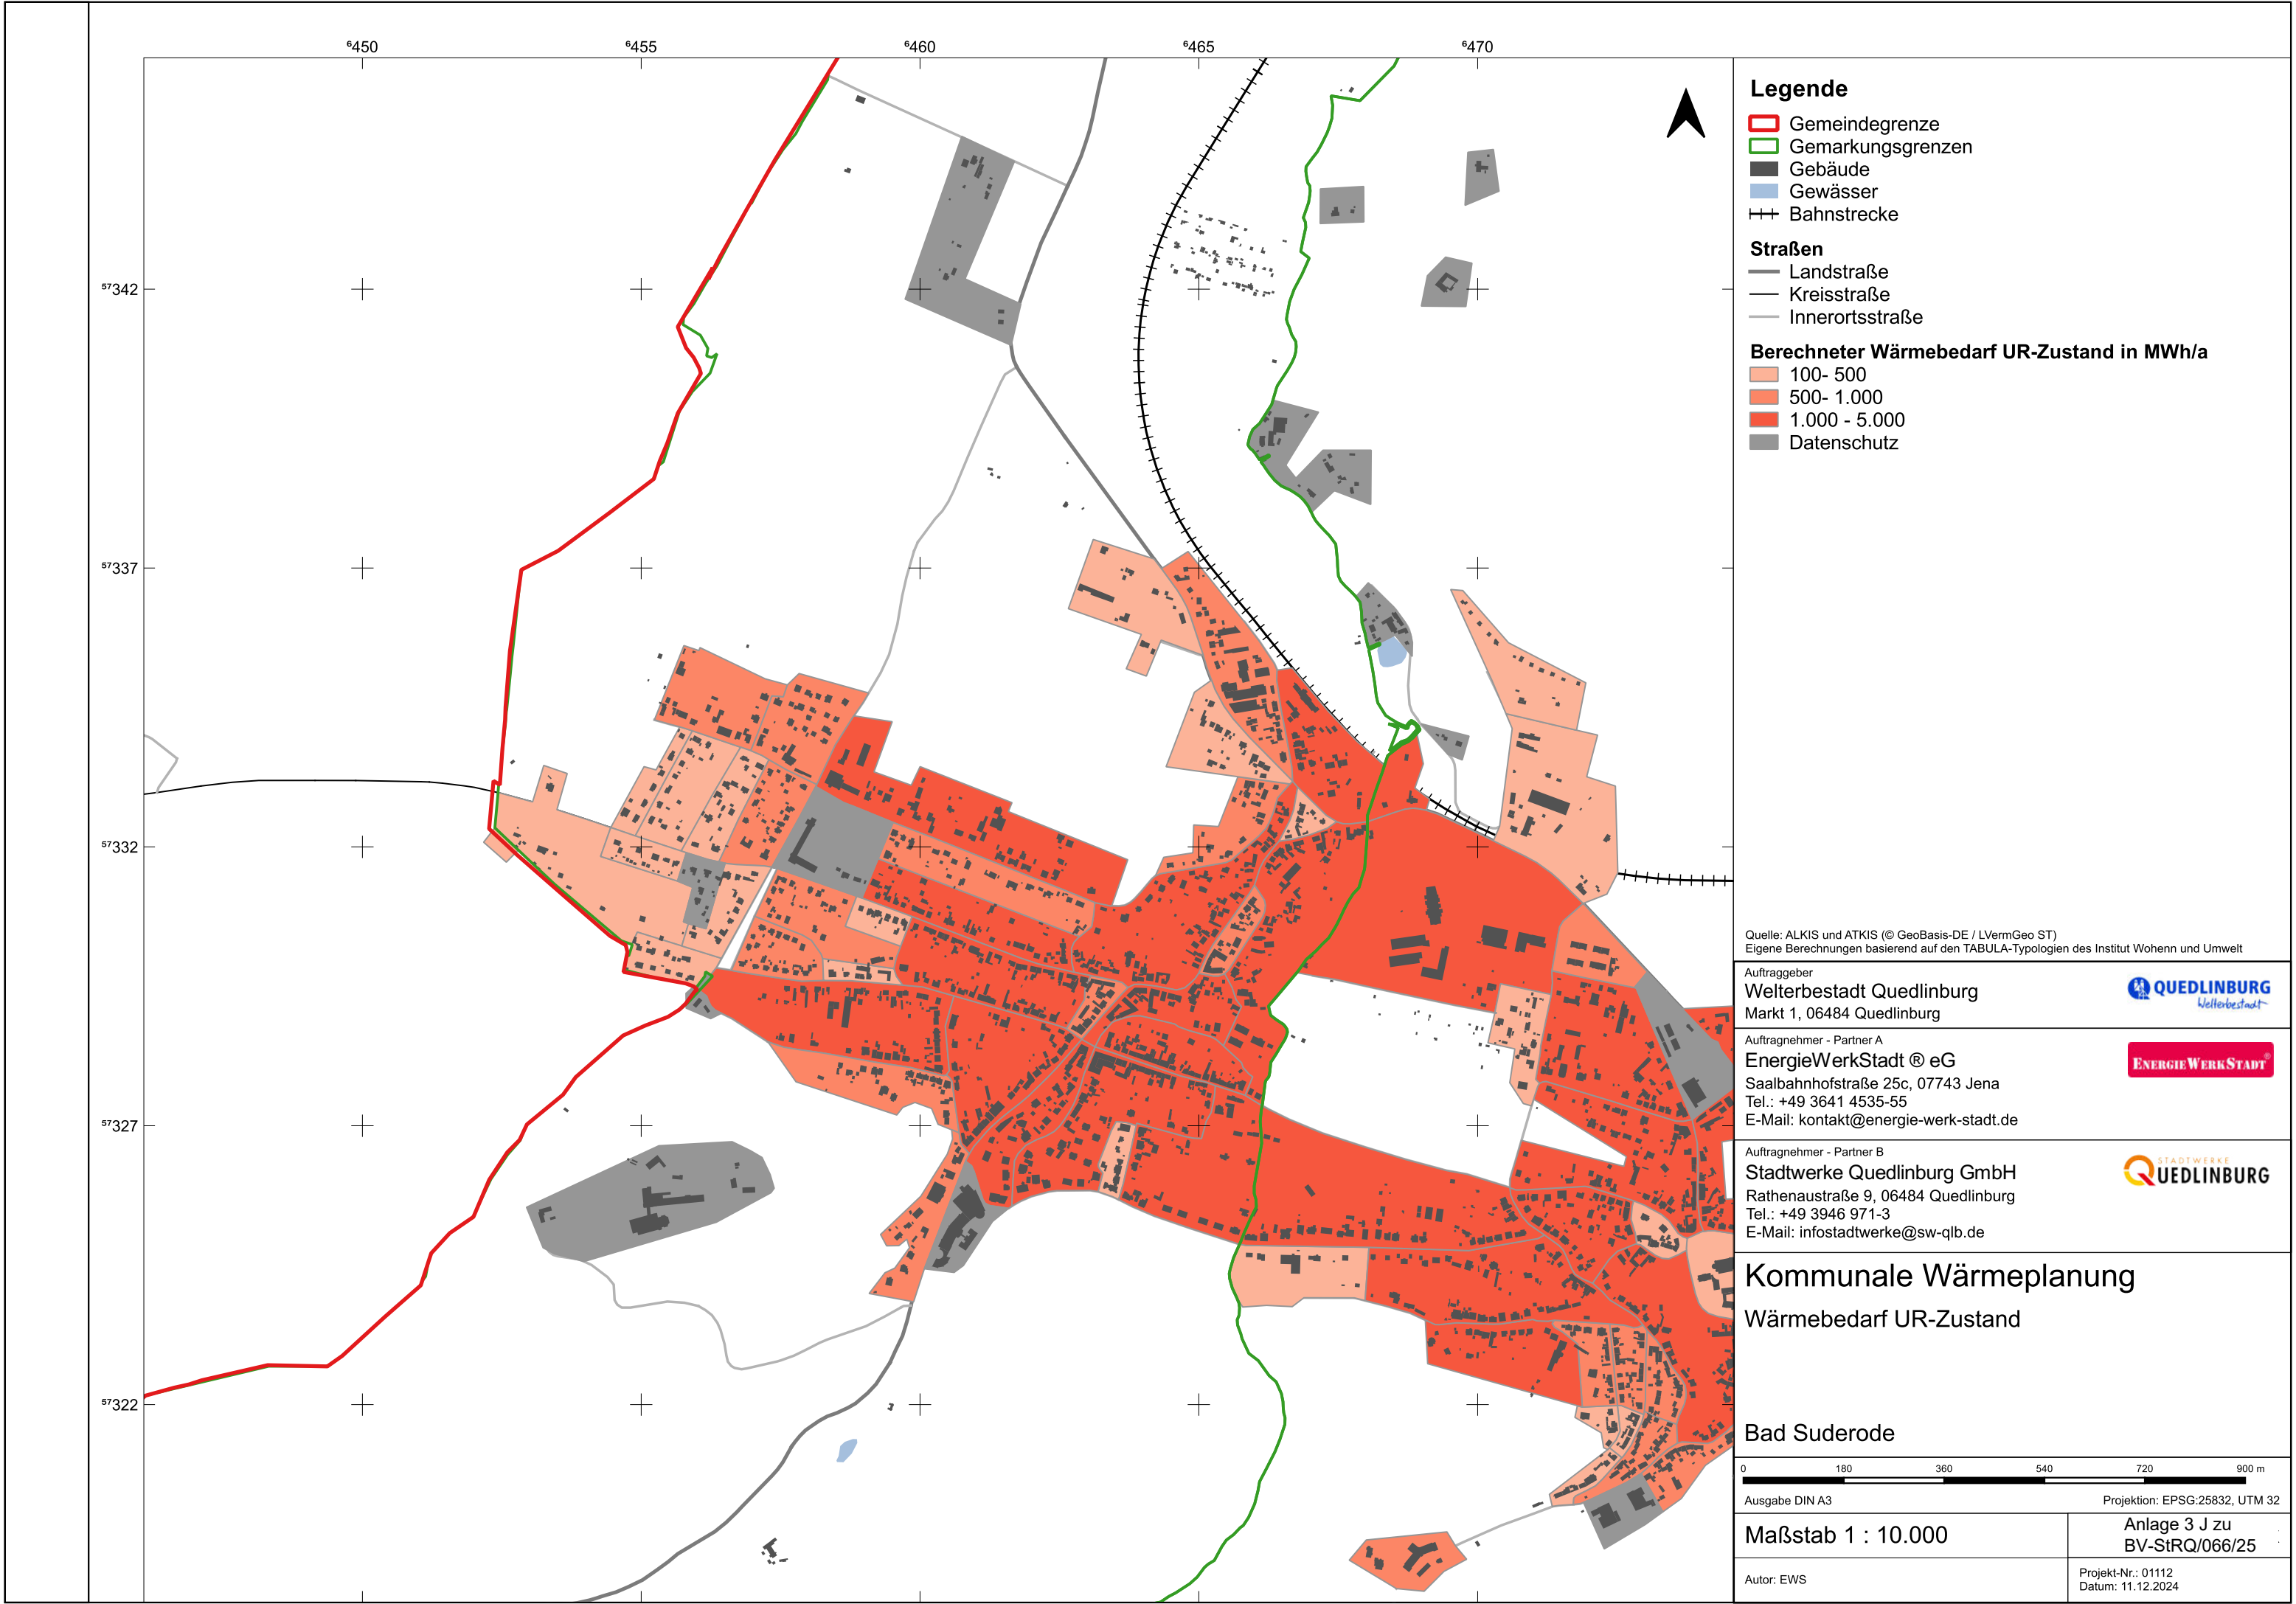 ⁶450 ⁶455 ⁶460 ⁶465 ⁶470
⁵⁷342
⁵⁷337
⁵⁷332
⁵⁷327
⁵⁷322
Legende
Gemeindegrenze
Gemarkungsgrenzen
Gebäude
Gewässer
Bahnstrecke
Straßen
Landstraße
Kreisstraße
Innerortsstraße
Berechneter Wärmebedarf UR-Zustand in MWh/a
100- 500
500- 1.000
1.000 - 5.000
Datenschutz
Quelle: ALKIS und ATKIS (© GeoBasis-DE / LVermGeo ST)
Eigene Berechnungen basierend auf den TABULA-Typologien des Institut Wohenn und Umwelt
Auftraggeber
Welterbestadt Quedlinburg
Markt 1, 06484 Quedlinburg
QUEDLINBURG
Welterbestadt
Auftragnehmer - Partner A
EnergieWerkStadt ® eG
Saalbahnhofstraße 25c, 07743 Jena
Tel.: +49 3641 4535-55
E-Mail: kontakt@energie-werk-stadt.de
ENERGIEWERKSTADT®
Auftragnehmer - Partner B
Stadtwerke Quedlinburg GmbH
Rathenaustraße 9, 06484 Quedlinburg
Tel.: +49 3946 971-3
E-Mail: infostadtwerke@sw-qlb.de
STADTWERKE
QUEDLINBURG
Kommunale Wärmeplanung
Wärmebedarf UR-Zustand
Bad Suderode
0 180 360 540 720 900 m
Ausgabe DIN A3 Projektion: EPSG:25832, UTM 32
Maßstab 1 : 10.000
Anlage 3 J zu
BV-StRQ/066/25
Autor: EWS
Projekt-Nr.: 01112
Datum: 11.12.2024